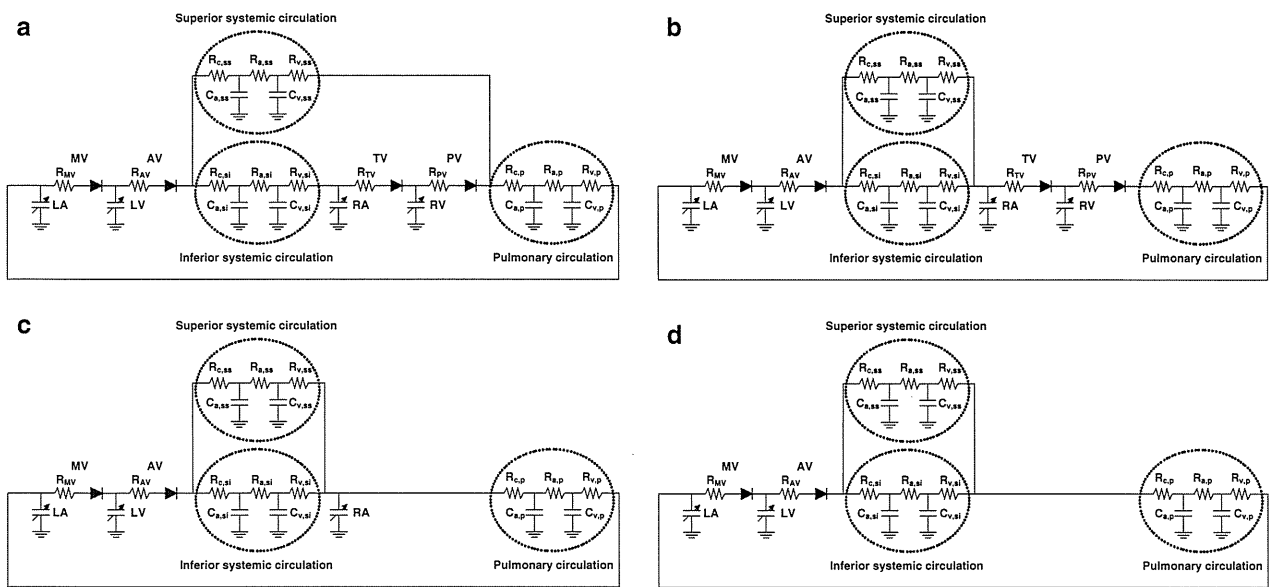 a
Superior systemic circulation
Rc,ss Ra,ss Rv,ss
Ca,ss Cv,ss
MV AV TV PV
RMV RAV Rc,si Ra,si Rv,si RTV RPV Rc,p Ra,p Rv,p
LA LV Ca,si Cv,si RA RV Ca,p Cv,p
Inferior systemic circulation Pulmonary circulation
b
Superior systemic circulation
Rc,ss Ra,ss Rv,ss
Ca,ss Cv,ss
MV AV TV PV
RMV RAV Rc,si Ra,si Rv,si RTV RPV Rc,p Ra,p Rv,p
LA LV Ca,si Cv,si RA RV Ca,p Cv,p
Inferior systemic circulation Pulmonary circulation
c
Superior systemic circulation
Rc,ss Ra,ss Rv,ss
Ca,ss Cv,ss
MV AV
RMV RAV Rc,si Ra,si Rv,si Rc,p Ra,p Rv,p
LA LV Ca,si Cv,si RA Ca,p Cv,p
Inferior systemic circulation Pulmonary circulation
d
Superior systemic circulation
Rc,ss Ra,ss Rv,ss
Ca,ss Cv,ss
MV AV
RMV RAV Rc,si Ra,si Rv,si Rc,p Ra,p Rv,p
LA LV Ca,si Cv,si Ca,p Cv,p
Inferior systemic circulation Pulmonary circulation